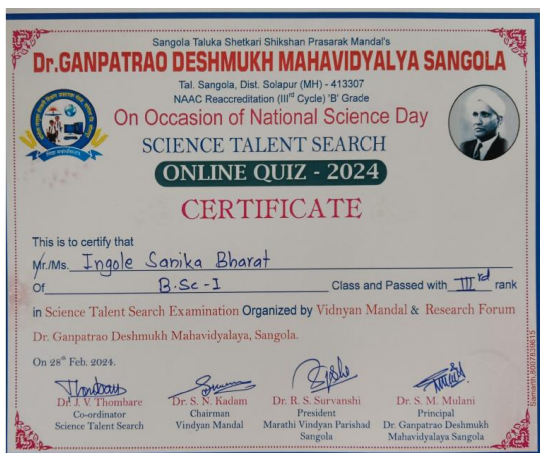 Sangola Taluka Shetkari Shikshan Prasarak Mandal's
Dr.GANPATRAO DESHMUKH MAHAVIDYALYA SANGOLA
Tal. Sangola, Dist. Solapur (MH) - 413307
NAAC Reaccreditation (IIIrd Cycle) 'B' Grade
On Occasion of National Science Day
SCIENCE TALENT SEARCH
ONLINE QUIZ - 2024
CERTIFICATE
This is to certify that
Mr./Ms. Ingole Sanika Bharat
Of B.Sc-I Class and Passed with IIIrd rank
in Science Talent Search Examination Organized by Vidnyan Mandal & Research Forum
Dr. Ganpatrao Deshmukh Mahavidyalaya, Sangola.
On 28th Feb. 2024.
Dr. J. V. Thombare
Co-ordinator
Science Talent Search
Dr. S. N. Kadam
Chairman
Vindyan Mandal
Dr. R. S. Survanshi
President
Marathi Vindyan Parishad
Sangola
Dr. S. M. Mulani
Principal
Dr. Ganpatrao Deshmukh
Mahavidyalaya Sangola